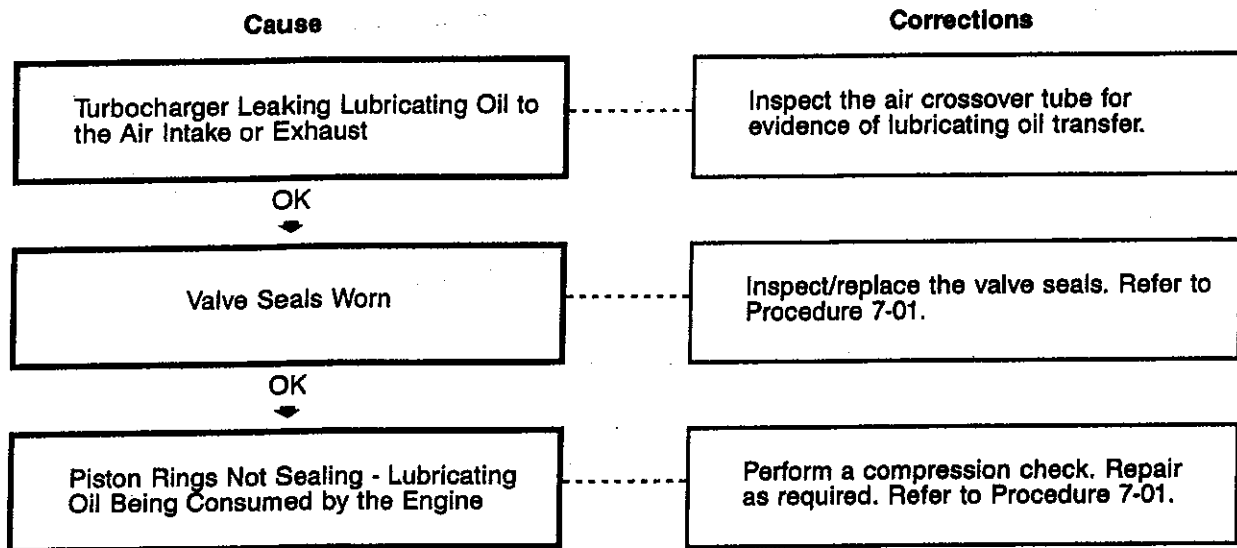 Cause
Corrections
Turbocharger Leaking Lubricating Oil to
the Air Intake or Exhaust
Inspect the air crossover tube for
evidence of lubricating oil transfer.
OK
Valve Seals Worn
Inspect/replace the valve seals. Refer to
Procedure 7-01.
OK
Piston Rings Not Sealing - Lubricating
Oil Being Consumed by the Engine
Perform a compression check. Repair
as required. Refer to Procedure 7-01.